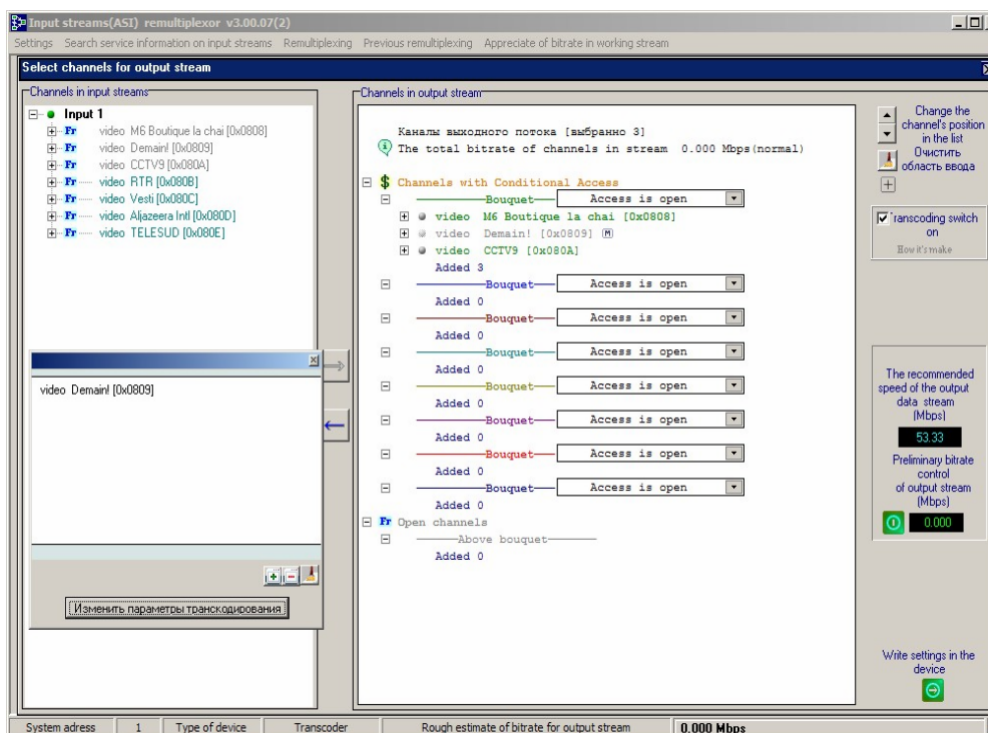 Input streams(ASI) remultiplexor v3.00.07(2)
Settings Search service information on input streams Remultiplexing Previous remultiplexing Appreciate of bitrate in working stream
Select channels for output stream
Channels in input streams
Input 1
Fr video M6 Boutique la chai [0x0808]
Fr video Demain! [0x0809]
Fr video CCTV9 [0x080A]
Fr video RTR [0x080B]
Fr video Vesti [0x080C]
Fr video Aljazeera Intl [0x080D]
Fr video TELESUD [0x080E]
video Demain! [0x0809]
Изменить параметры транскодирования
Channels in output stream
Каналы выходного потока [выбранно 3]
The total bitrate of channels in stream 0.000 Mbps(normal)
$ Channels with Conditional Access
Bouquet Access is open
video M6 Boutique la chai [0x0808]
video Demain! [0x0809] M
video CCTV9 [0x080A]
Added 3
Bouquet Access is open
Added 0
Bouquet Access is open
Added 0
Bouquet Access is open
Added 0
Bouquet Access is open
Added 0
Bouquet Access is open
Added 0
Bouquet Access is open
Added 0
Bouquet Access is open
Added 0
Fr Open channels
Above bouquet
Added 0
Change the
channel's position
in the list
Очистить
область ввода
Transcoding switch
on
How it's make
The recommended
speed of the output
data stream
(Mbps)
53.33
Preliminary bitrate
control
of output stream
(Mbps)
0.000
Write settings in the
device
System adress 1 Type of device Transcoder Rough estimate of bitrate for output stream 0.000 Mbps